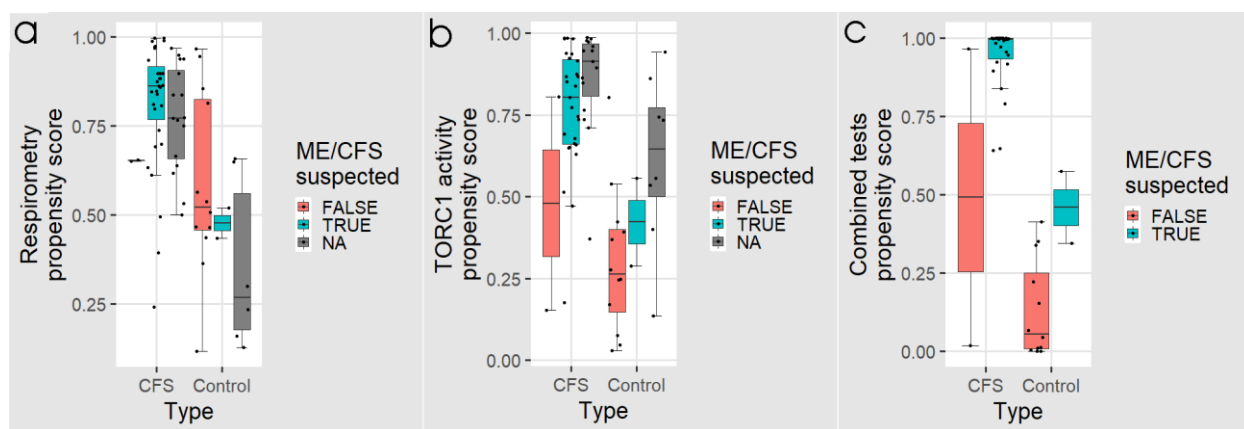 a
Respirometry
propensity score
1.00
0.75
0.50
0.25
CFS Control
Type
ME/CFS
suspected
FALSE
TRUE
NA
b
TORC1 activity
propensity score
1.00
0.75
0.50
0.25
0.00
CFS Control
Type
ME/CFS
suspected
FALSE
TRUE
NA
c
Combined tests
propensity score
1.00
0.75
0.50
0.25
0.00
CFS Control
Type
ME/CFS
suspected
FALSE
TRUE